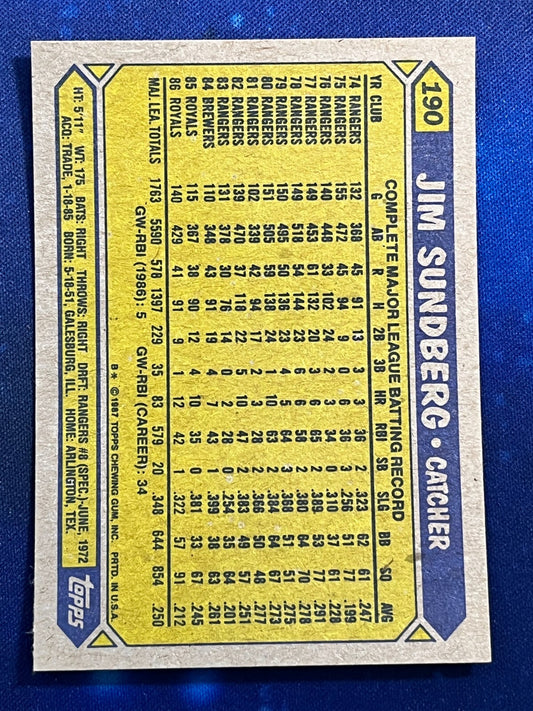 190 JIM SUNDBERG • CATCHER
COMPLETE MAJOR LEAGUE BATTING RECORD
YR CLUB G AB R H 2B 3B HR RBI SB SLG BB SO AVG
74 RANGERS 132 368 45 91 13 3 3 36 2 .323 62 61 .247
75 RANGERS 155 472 45 94 9 0 6 36 3 .256 51 77 .199
76 RANGERS 140 448 33 102 24 2 3 34 0 .310 37 61 .228
77 RANGERS 149 453 61 132 20 3 6 65 2 .389 53 77 .291
78 RANGERS 149 518 54 144 23 6 6 58 2 .380 64 70 .278
79 RANGERS 150 495 50 136 23 4 5 64 3 .368 51 51 .275
80 RANGERS 151 505 59 138 24 1 10 63 2 .384 64 67 .273
81 RANGERS 102 339 42 94 17 2 3 28 2 .366 50 48 .277
82 RANGERS 139 470 37 118 22 5 10 47 2 .383 49 57 .251
83 RANGERS 131 378 30 76 14 0 2 28 0 .254 35 64 .201
84 BREWERS 110 348 43 91 19 4 7 43 1 .399 38 63 .261
85 ROYALS 115 367 38 90 12 4 10 35 0 .381 33 67 .245
86 ROYALS 140 429 41 91 9 1 12 42 1 .322 57 91 .212
MAJ. LEA. TOTALS 1763 5590 578 1397 229 35 83 579 20 .348 644 854 .250
GW-RBI (1986): 5 GW-RBI (CAREER): 34
B* © 1987 TOPPS CHEWING GUM, INC. PRTD. IN U.S.A.
HT: 5'11" WT: 175 BATS: RIGHT THROWS: RIGHT DRFT: RANGERS #8 (SPEC.)-JUNE, 1972
ACQ: TRADE, 1-18-85 BORN: 5-18-51, GALESBURG, ILL. HOME: ARLINGTON, TEX.
topps